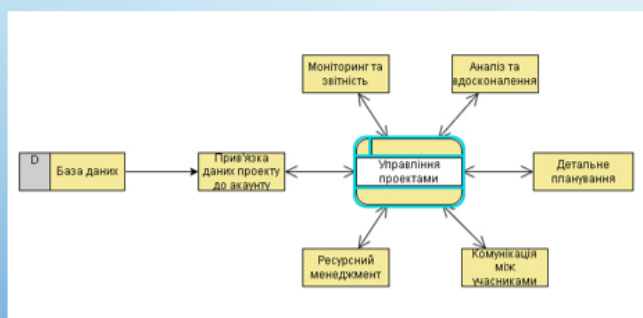 Моніторинг та
звітність
Аналіз та
вдосконалення
D
База даних
Прив'язка
даних проекту
до акаунту
Управління
проектами
Детальне
планування
Ресурсний
менеджмент
Комунікація
між
учасниками